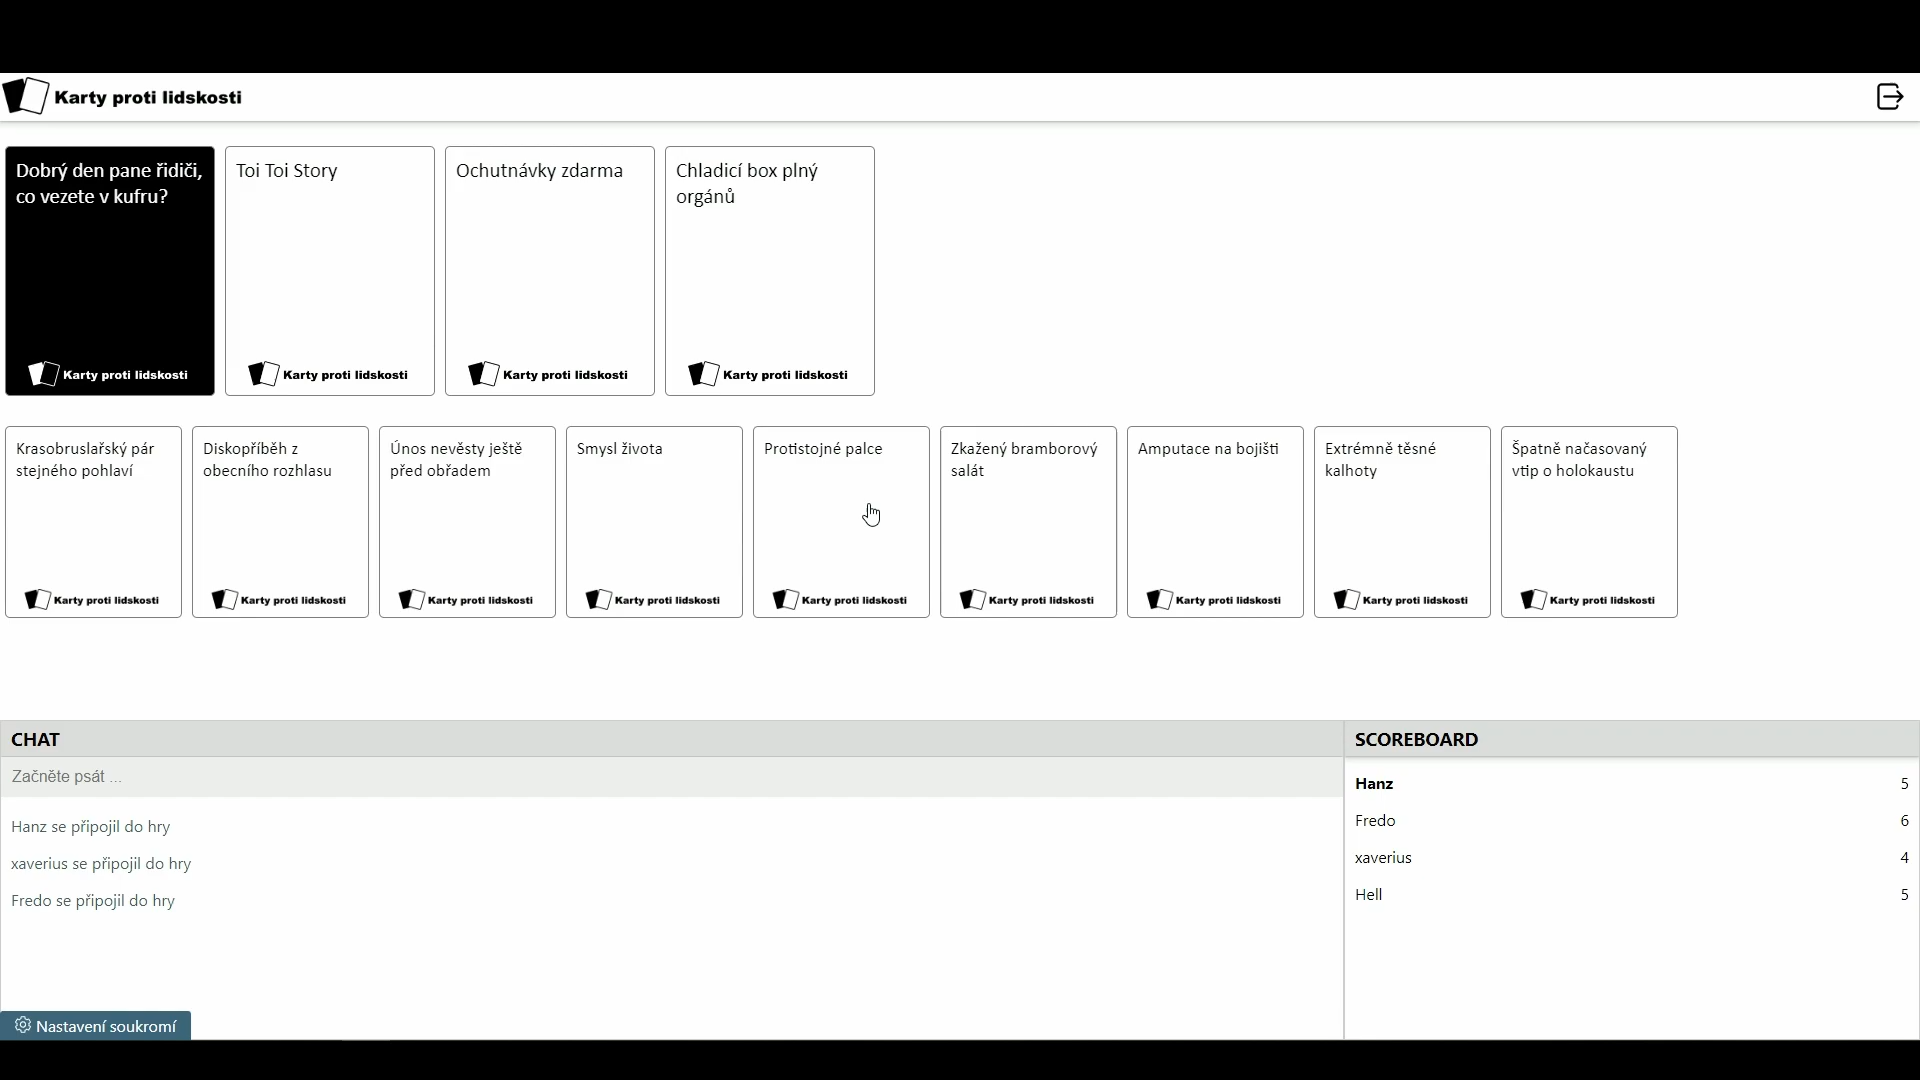 Karty proti lidskosti
Dobrý den pane řidiči,
co vezete v kufru?
Karty proti lidskosti
Toi Toi Story
Karty proti lidskosti
Ochutnávky zdarma
Karty proti lidskosti
Chladicí box plný
orgánů
Karty proti lidskosti
Krasobruslařský pár
stejného pohlaví
Karty proti lidskosti
Diskopříběh z
obecního rozhlasu
Karty proti lidskosti
Únos nevěsty ještě
před obřadem
Karty proti lidskosti
Smysl života
Karty proti lidskosti
Protistojné palce
Karty proti lidskosti
Zkažený bramborový
salát
Karty proti lidskosti
Amputace na bojišti
Karty proti lidskosti
Extrémně těsné
kalhoty
Karty proti lidskosti
Špatně načasovaný
vtip o holokaustu
Karty proti lidskosti
CHAT
Začněte psát ...
Hanz se připojil do hry
xaverius se připojil do hry
Fredo se připojil do hry
Nastavení soukromí
SCOREBOARD
Hanz 5
Fredo 6
xaverius 4
Hell 5